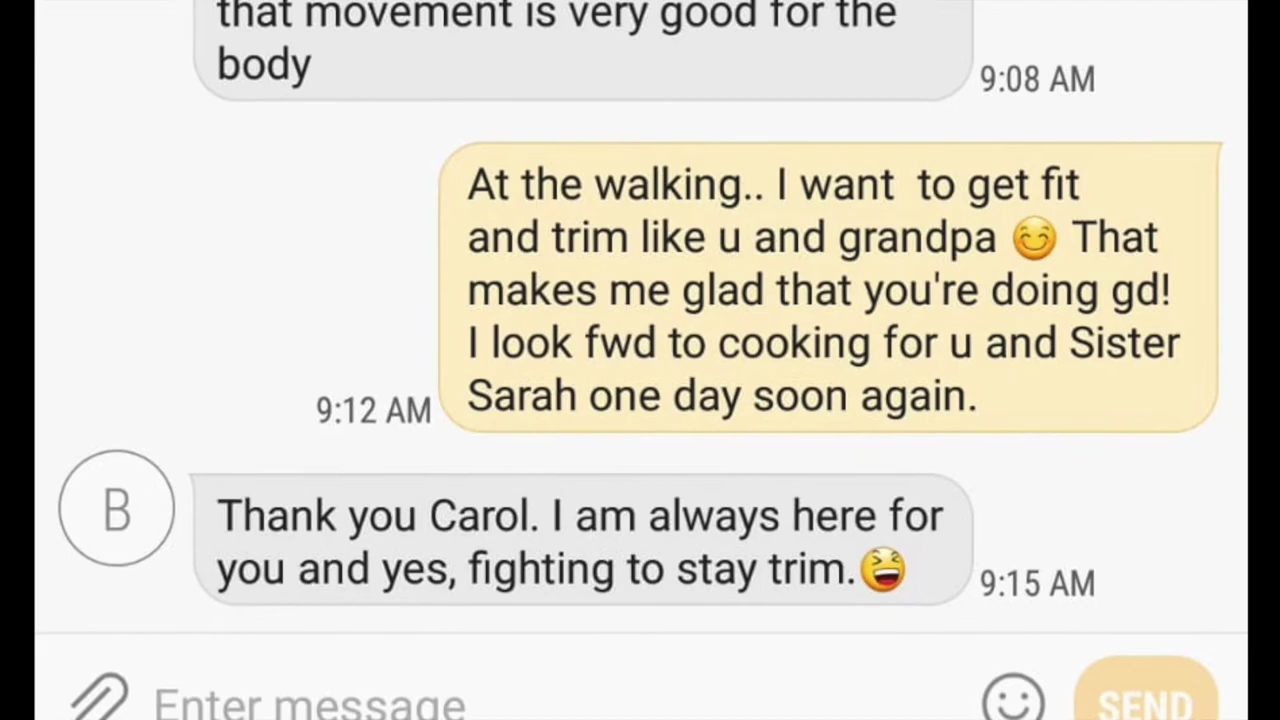 that movement is very good for the
body
9:08 AM
At the walking.. I want  to get fit
and trim like u and grandpa 😊 That
makes me glad that you're doing gd!
I look fwd to cooking for u and Sister
Sarah one day soon again.
9:12 AM
B
Thank you Carol. I am always here for
you and yes, fighting to stay trim.😆
9:15 AM
Enter message
SEND